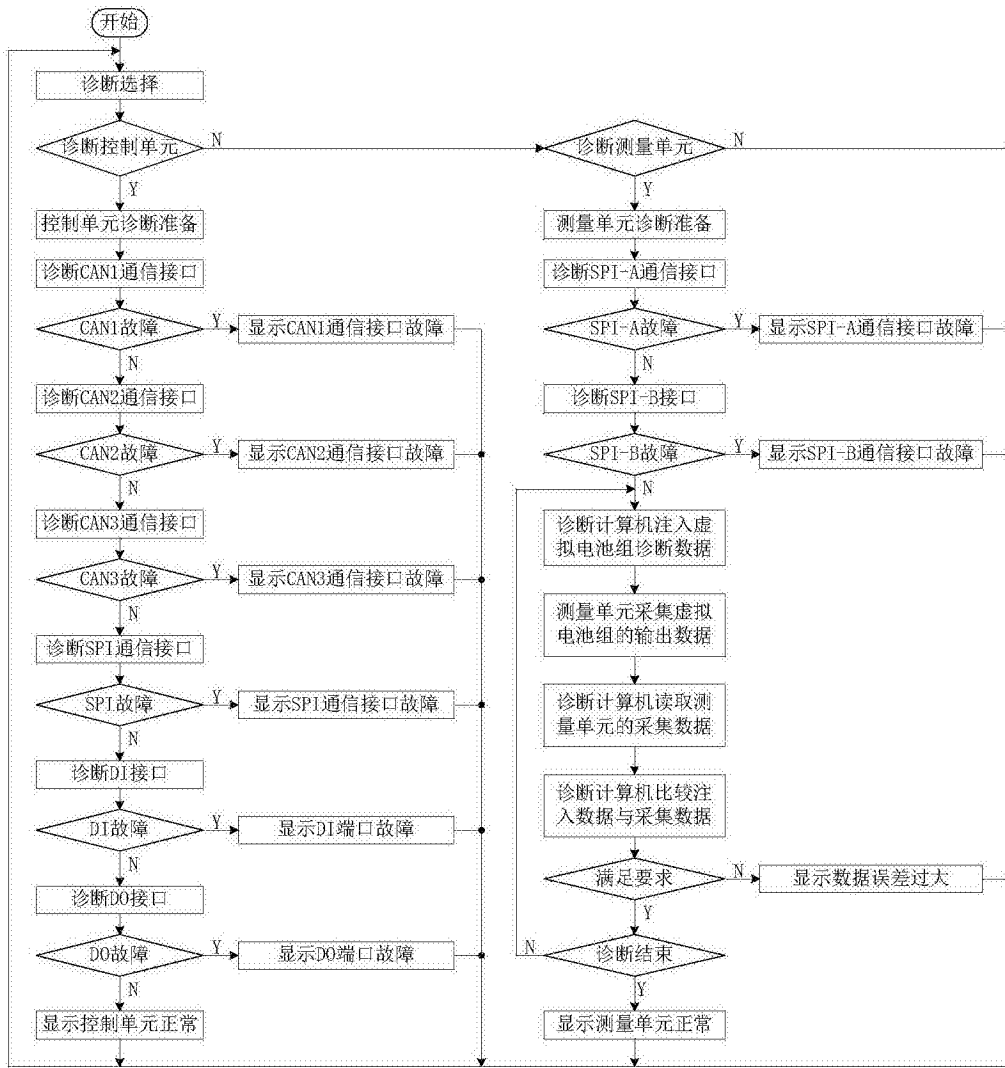 开始
诊断选择
诊断控制单元
N
Y
控制单元诊断准备
诊断CAN1通信接口
CAN1故障
Y
显示CAN1通信接口故障
N
诊断CAN2通信接口
CAN2故障
Y
显示CAN2通信接口故障
N
诊断CAN3通信接口
CAN3故障
Y
显示CAN3通信接口故障
N
诊断SPI通信接口
SPI故障
Y
显示SPI通信接口故障
N
诊断DI接口
DI故障
Y
显示DI端口故障
N
诊断DO接口
DO故障
Y
显示DO端口故障
N
显示控制单元正常
诊断测量单元
N
Y
测量单元诊断准备
诊断SPI-A通信接口
SPI-A故障
Y
显示SPI-A通信接口故障
N
诊断SPI-B接口
SPI-B故障
Y
显示SPI-B通信接口故障
N
诊断计算机注入虚
拟电池组诊断数据
测量单元采集虚拟
电池组的输出数据
诊断计算机读取测
量单元的采集数据
诊断计算机比较注
入数据与采集数据
满足要求
N
显示数据误差过大
Y
诊断结束
N
Y
显示测量单元正常